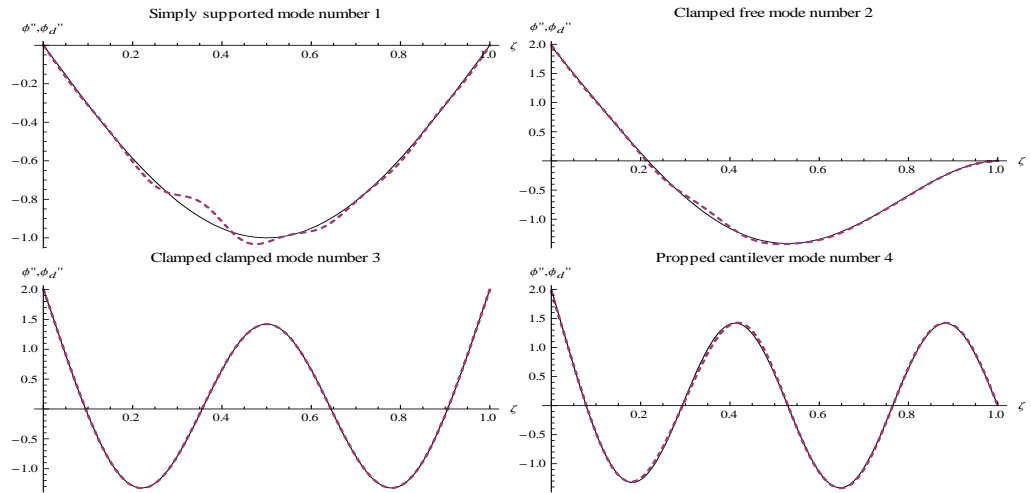 Simply supported mode number 1
ϕ'',ϕd''
0.2 0.4 0.6 0.8 1.0 ζ
−0.2
−0.4
−0.6
−0.8
−1.0
Clamped free mode number 2
ϕ'',ϕd''
2.0
1.5
1.0
0.5
0.2 0.4 0.6 0.8 1.0 ζ
−0.5
−1.0
Clamped clamped mode number 3
ϕ'',ϕd''
2.0
1.5
1.0
0.5
0.2 0.4 0.6 0.8 1.0 ζ
−0.5
−1.0
Propped cantilever mode number 4
ϕ'',ϕd''
2.0
1.5
1.0
0.5
0.2 0.4 0.6 0.8 1.0 ζ
−0.5
−1.0